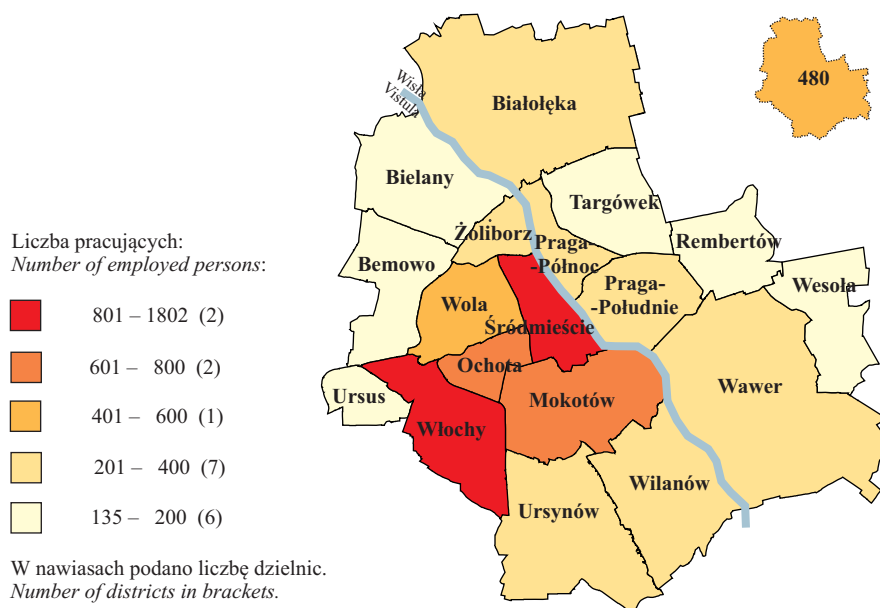 480
Wisła
Vistula
Białołęka
Bielany
Targówek
Żoliborz
Praga-
-Północ
Rembertów
Bemowo
Wesoła
Praga-
-Południe
Wola
Śródmieście
Ochota
Ursus
Włochy
Mokotów
Wawer
Wilanów
Ursynów
Liczba pracujących:
Number of employed persons:
801 – 1802 (2)
601 – 800 (2)
401 – 600 (1)
201 – 400 (7)
135 – 200 (6)
W nawiasach podano liczbę dzielnic.
Number of districts in brackets.